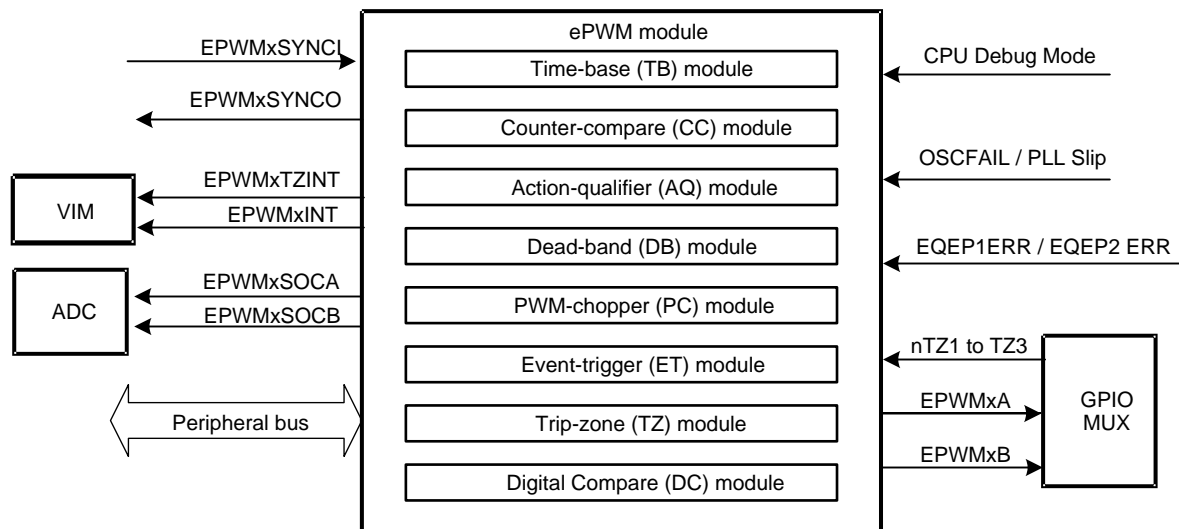 ePWM module
EPWMxSYNCI
Time-base (TB) module
CPU Debug Mode
EPWMxSYNCO
Counter-compare (CC) module
OSCFAIL / PLL Slip
EPWMxTZINT
Action-qualifier (AQ) module
VIM
EPWMxINT
Dead-band (DB) module
EQEP1ERR / EQEP2 ERR
EPWMxSOCA
ADC
PWM-chopper (PC) module
EPWMxSOCB
nTZ1 to TZ3
Event-trigger (ET) module
EPWMxA
GPIO
MUX
Peripheral bus
Trip-zone (TZ) module
EPWMxB
Digital Compare (DC) module